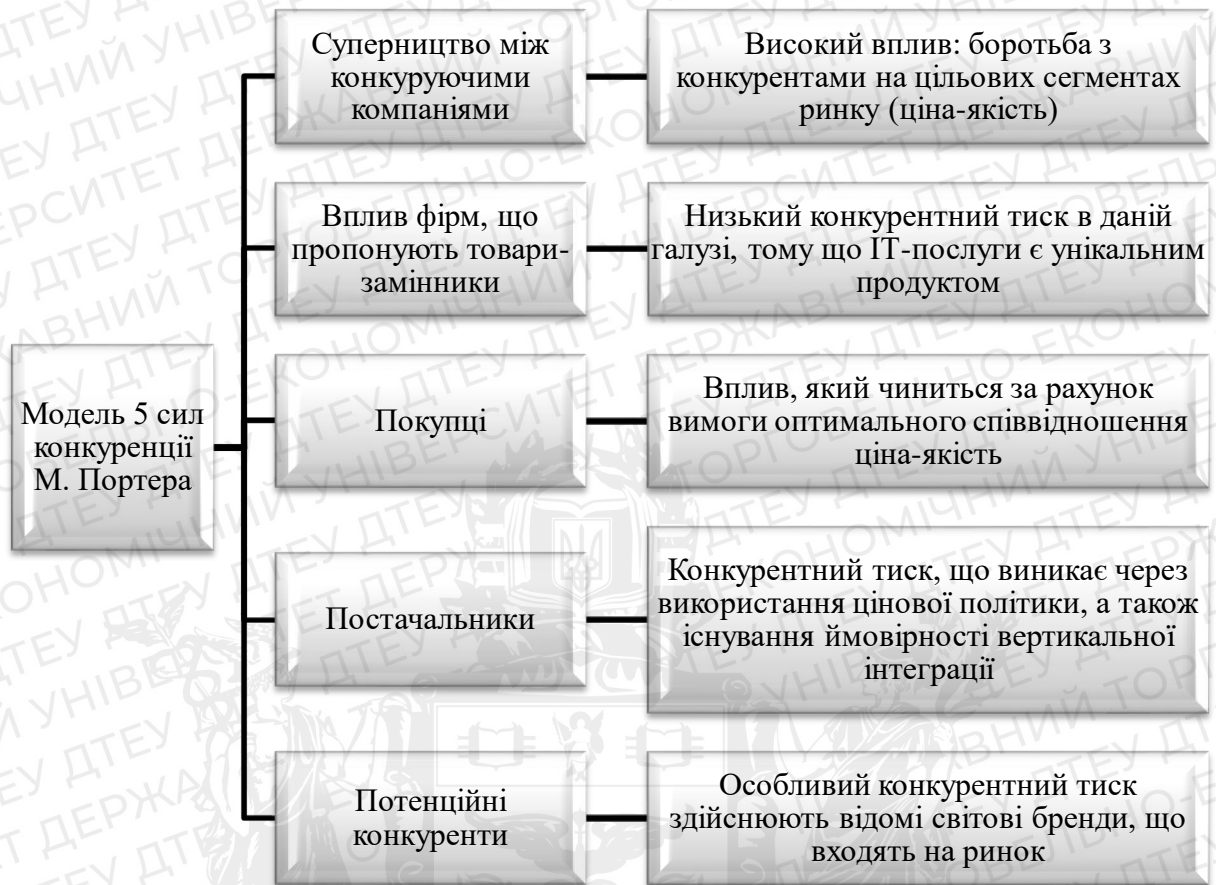 Суперництво між
конкуруючими
компаніями
Високий вплив: боротьба з
конкурентами на цільових сегментах
ринку (ціна-якість)
Вплив фірм, що
пропонують товари-
замінники
Низький конкурентний тиск в даній
галузі, тому що ІТ-послуги є унікальним
продуктом
Модель 5 сил
конкуренції
М. Портера
Покупці
Вплив, який чиниться за рахунок
вимоги оптимального співвідношення
ціна-якість
Постачальники
Конкурентний тиск, що виникає через
використання цінової політики, а також
існування ймовірності вертикальної
інтеграції
Потенційні
конкуренти
Особливий конкурентний тиск
здійснюють відомі світові бренди, що
входять на ринок